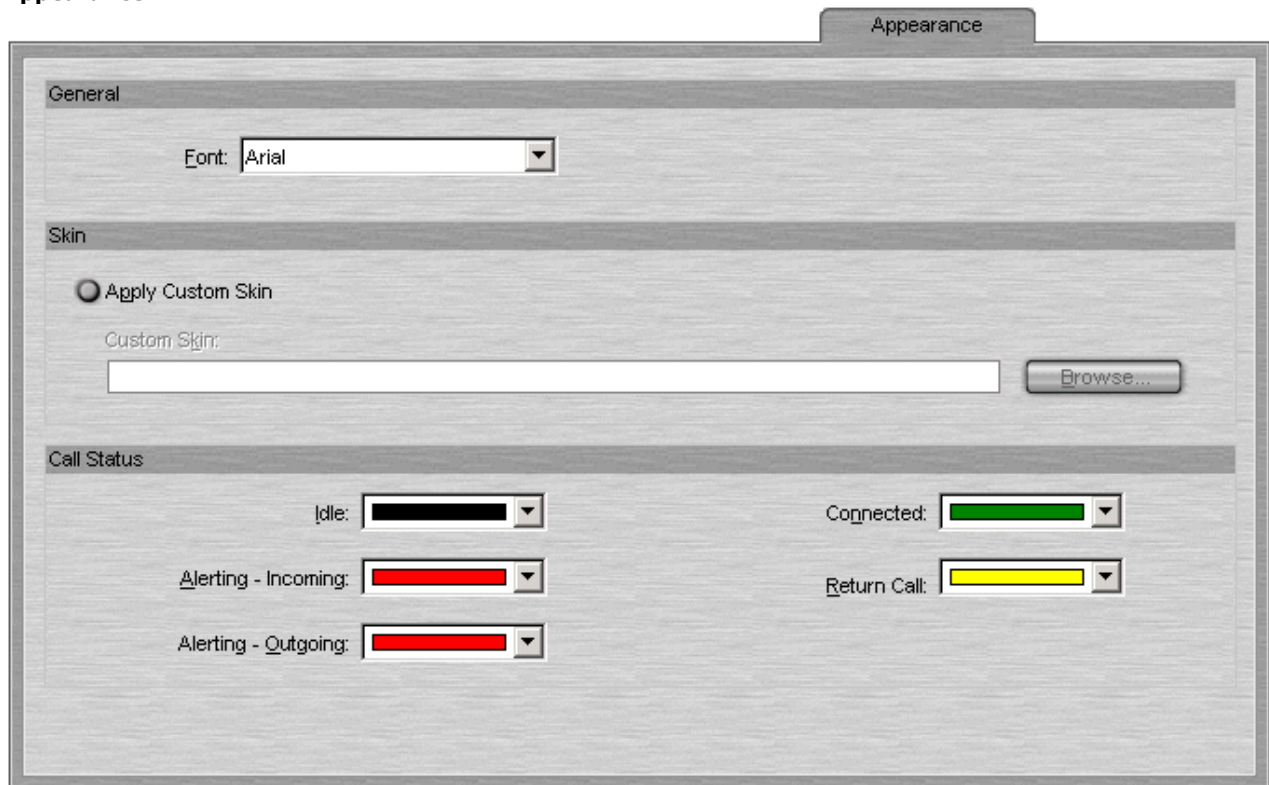 Appearance
General
Font: Arial
Skin
Apply Custom Skin
Custom Skin:
Browse...
Call Status
Idle:
Connected:
Alerting - Incoming:
Return Call:
Alerting - Outgoing: